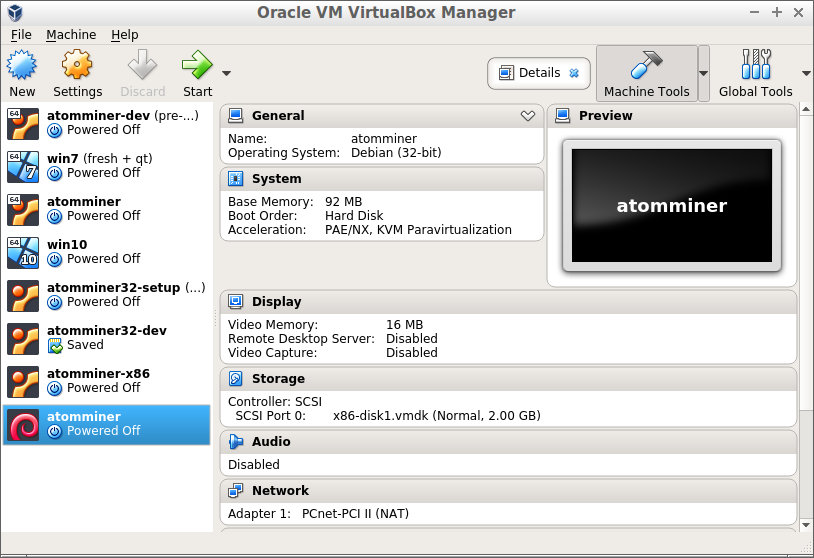 Oracle VM VirtualBox Manager
File Machine Help
New Settings Discard Start Details Machine Tools Global Tools
64 atomminer-dev (pre-...)
Powered Off
64 7 win7 (fresh + qt)
Powered Off
64 atomminer
Powered Off
64 10 win10
Powered Off
atomminer32-setup (...)
Powered Off
atomminer32-dev
Saved
atomminer-x86
Powered Off
atomminer
Powered Off
General
Name: atomminer
Operating System: Debian (32-bit)
System
Base Memory: 92 MB
Boot Order: Hard Disk
Acceleration: PAE/NX, KVM Paravirtualization
Preview
atomminer
Display
Video Memory: 16 MB
Remote Desktop Server: Disabled
Video Capture: Disabled
Storage
Controller: SCSI
SCSI Port 0: x86-disk1.vmdk (Normal, 2.00 GB)
Audio
Disabled
Network
Adapter 1: PCnet-PCI II (NAT)